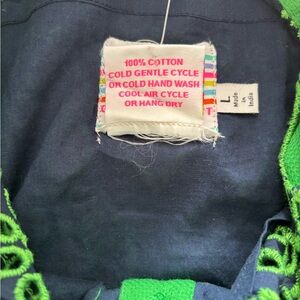 100% COTTON
COLD GENTLE CYCLE
OR COLD HAND WASH
COOL AIR CYCLE
OR HANG DRY
L
Made
in
India
T